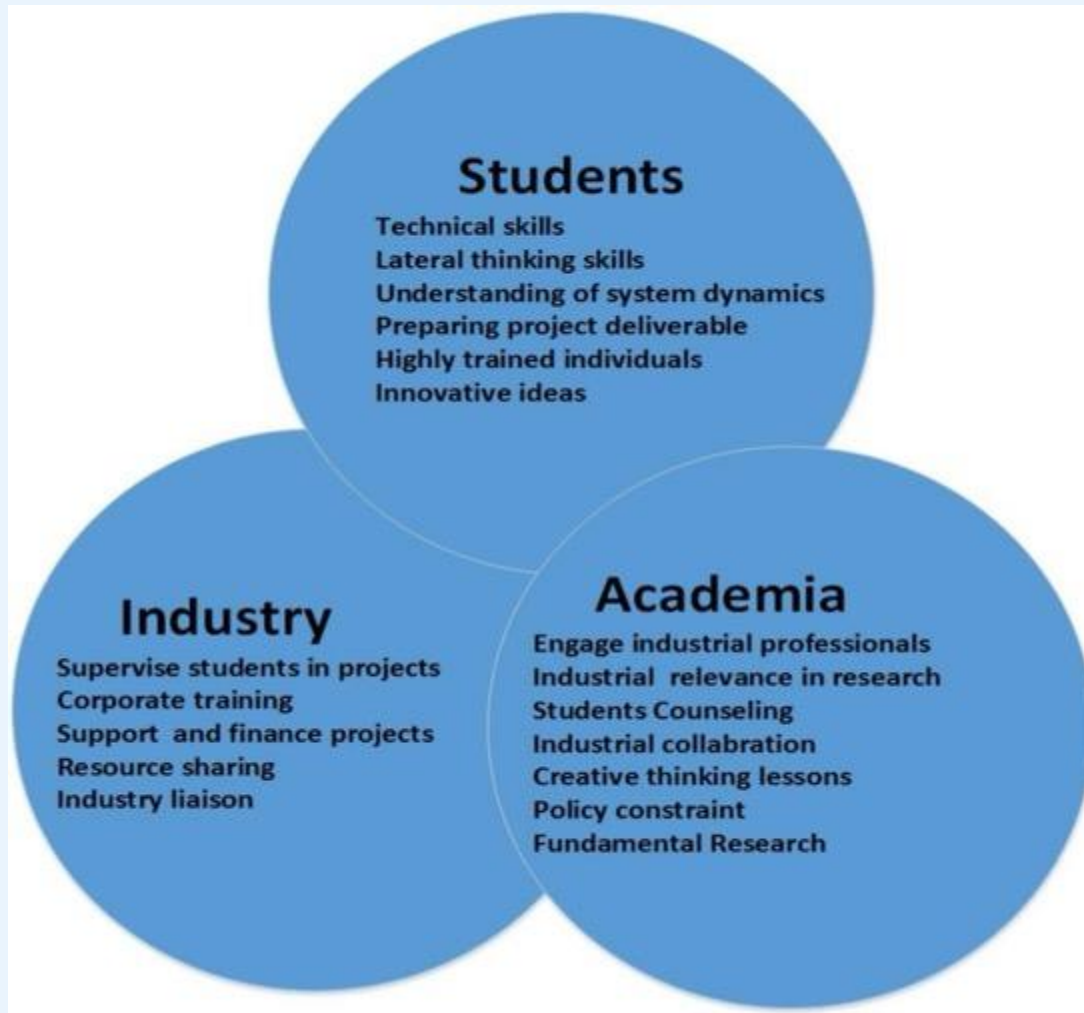 Students
Technical skills
Lateral thinking skills
Understanding of system dynamics
Preparing project deliverable
Highly trained individuals
Innovative ideas
Industry
Supervise students in projects
Corporate training
Support and finance projects
Resource sharing
Industry liaison
Academia
Engage industrial professionals
Industrial relevance in research
Students Counseling
Industrial collabration
Creative thinking lessons
Policy constraint
Fundamental Research